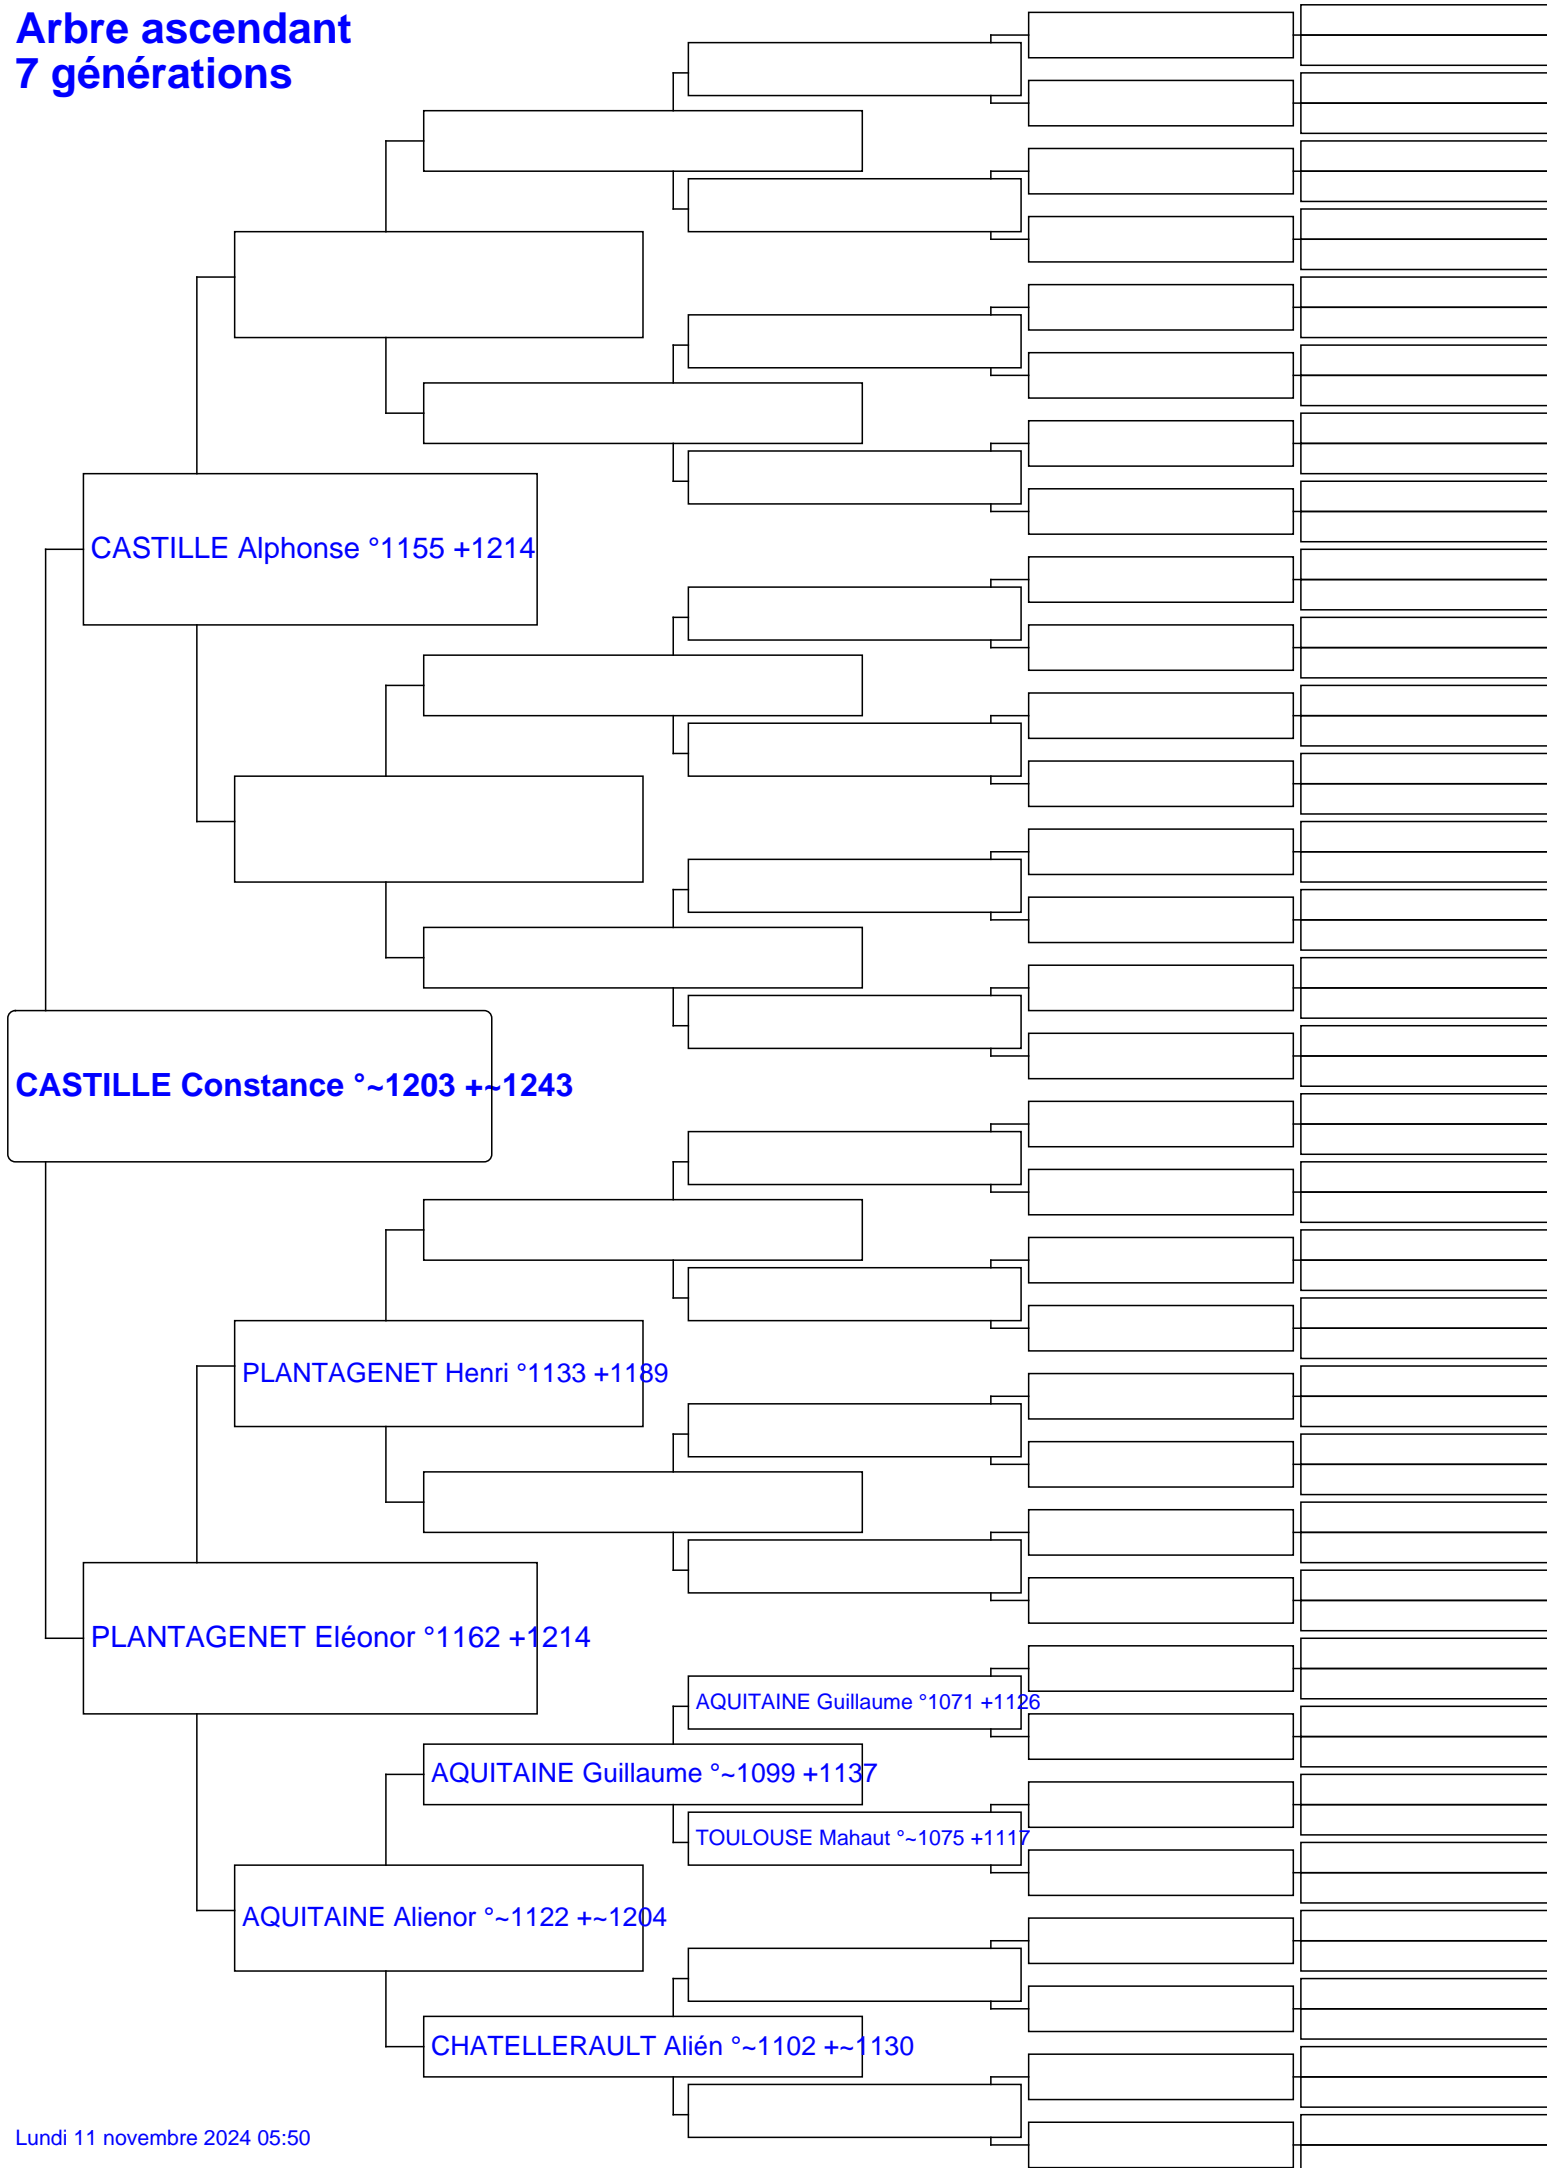 Arbre ascendant
7 générations
CASTILLE Alphonse °1155 +1214
CASTILLE Constance °~1203 +~1243
PLANTAGENET Henri °1133 +1189
PLANTAGENET Eléonor °1162 +1214
AQUITAINE Guillaume °1071 +1126
AQUITAINE Guillaume °~1099 +1137
TOULOUSE Mahaut °~1075 +1117
AQUITAINE Alienor °~1122 +~1204
CHATELLERAULT Alién °~1102 +~1130
Lundi 11 novembre 2024 05:50